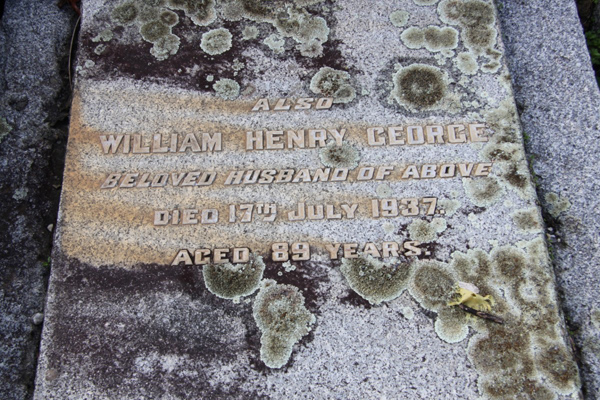 ALSO
WILLIAM HENRY GEORGE
BELOVED HUSBAND OF ABOVE
DIED 17TH JULY 1937.
AGED 89 YEARS.